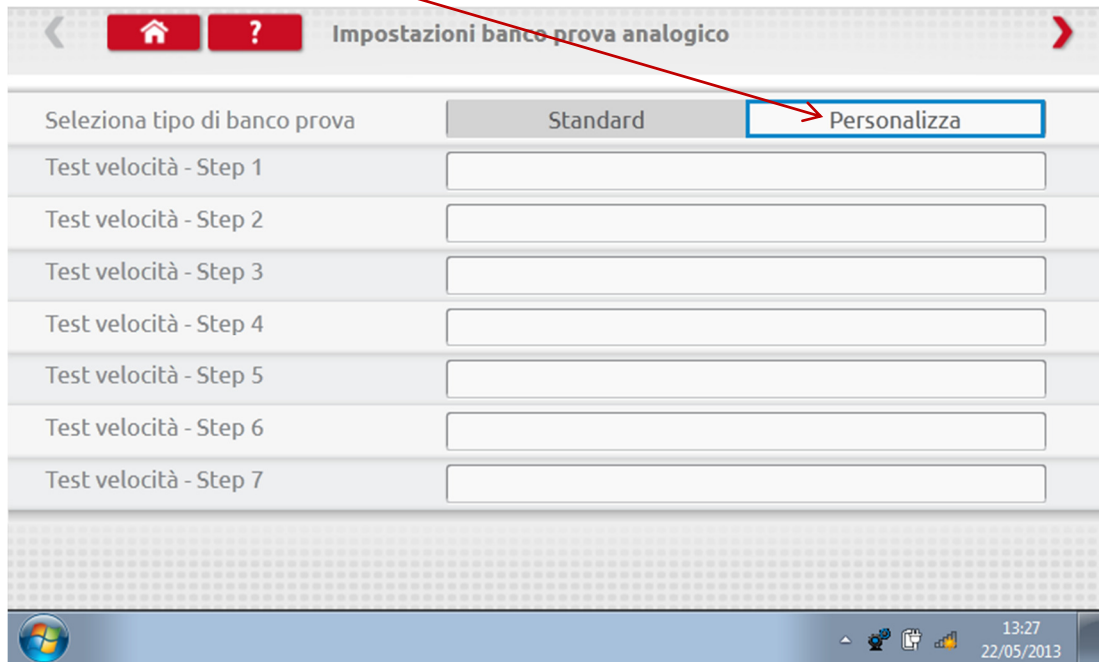 ? Impostazioni banco prova analogico
Seleziona tipo di banco prova Standard Personalizza
Test velocità - Step 1
Test velocità - Step 2
Test velocità - Step 3
Test velocità - Step 4
Test velocità - Step 5
Test velocità - Step 6
Test velocità - Step 7
13:27
22/05/2013